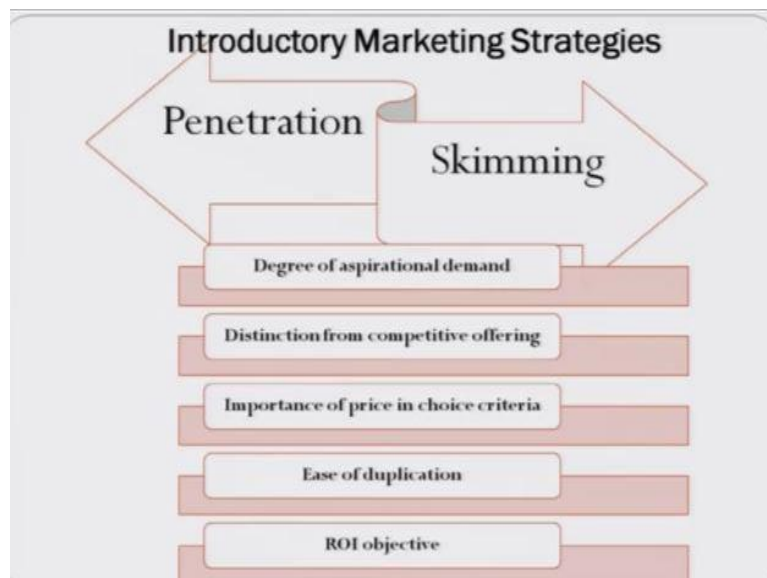 Introductory Marketing Strategies
Penetration
Skimming
Degree of aspirational demand
Distinction from competitive offering
Importance of price in choice criteria
Ease of duplication
ROI objective